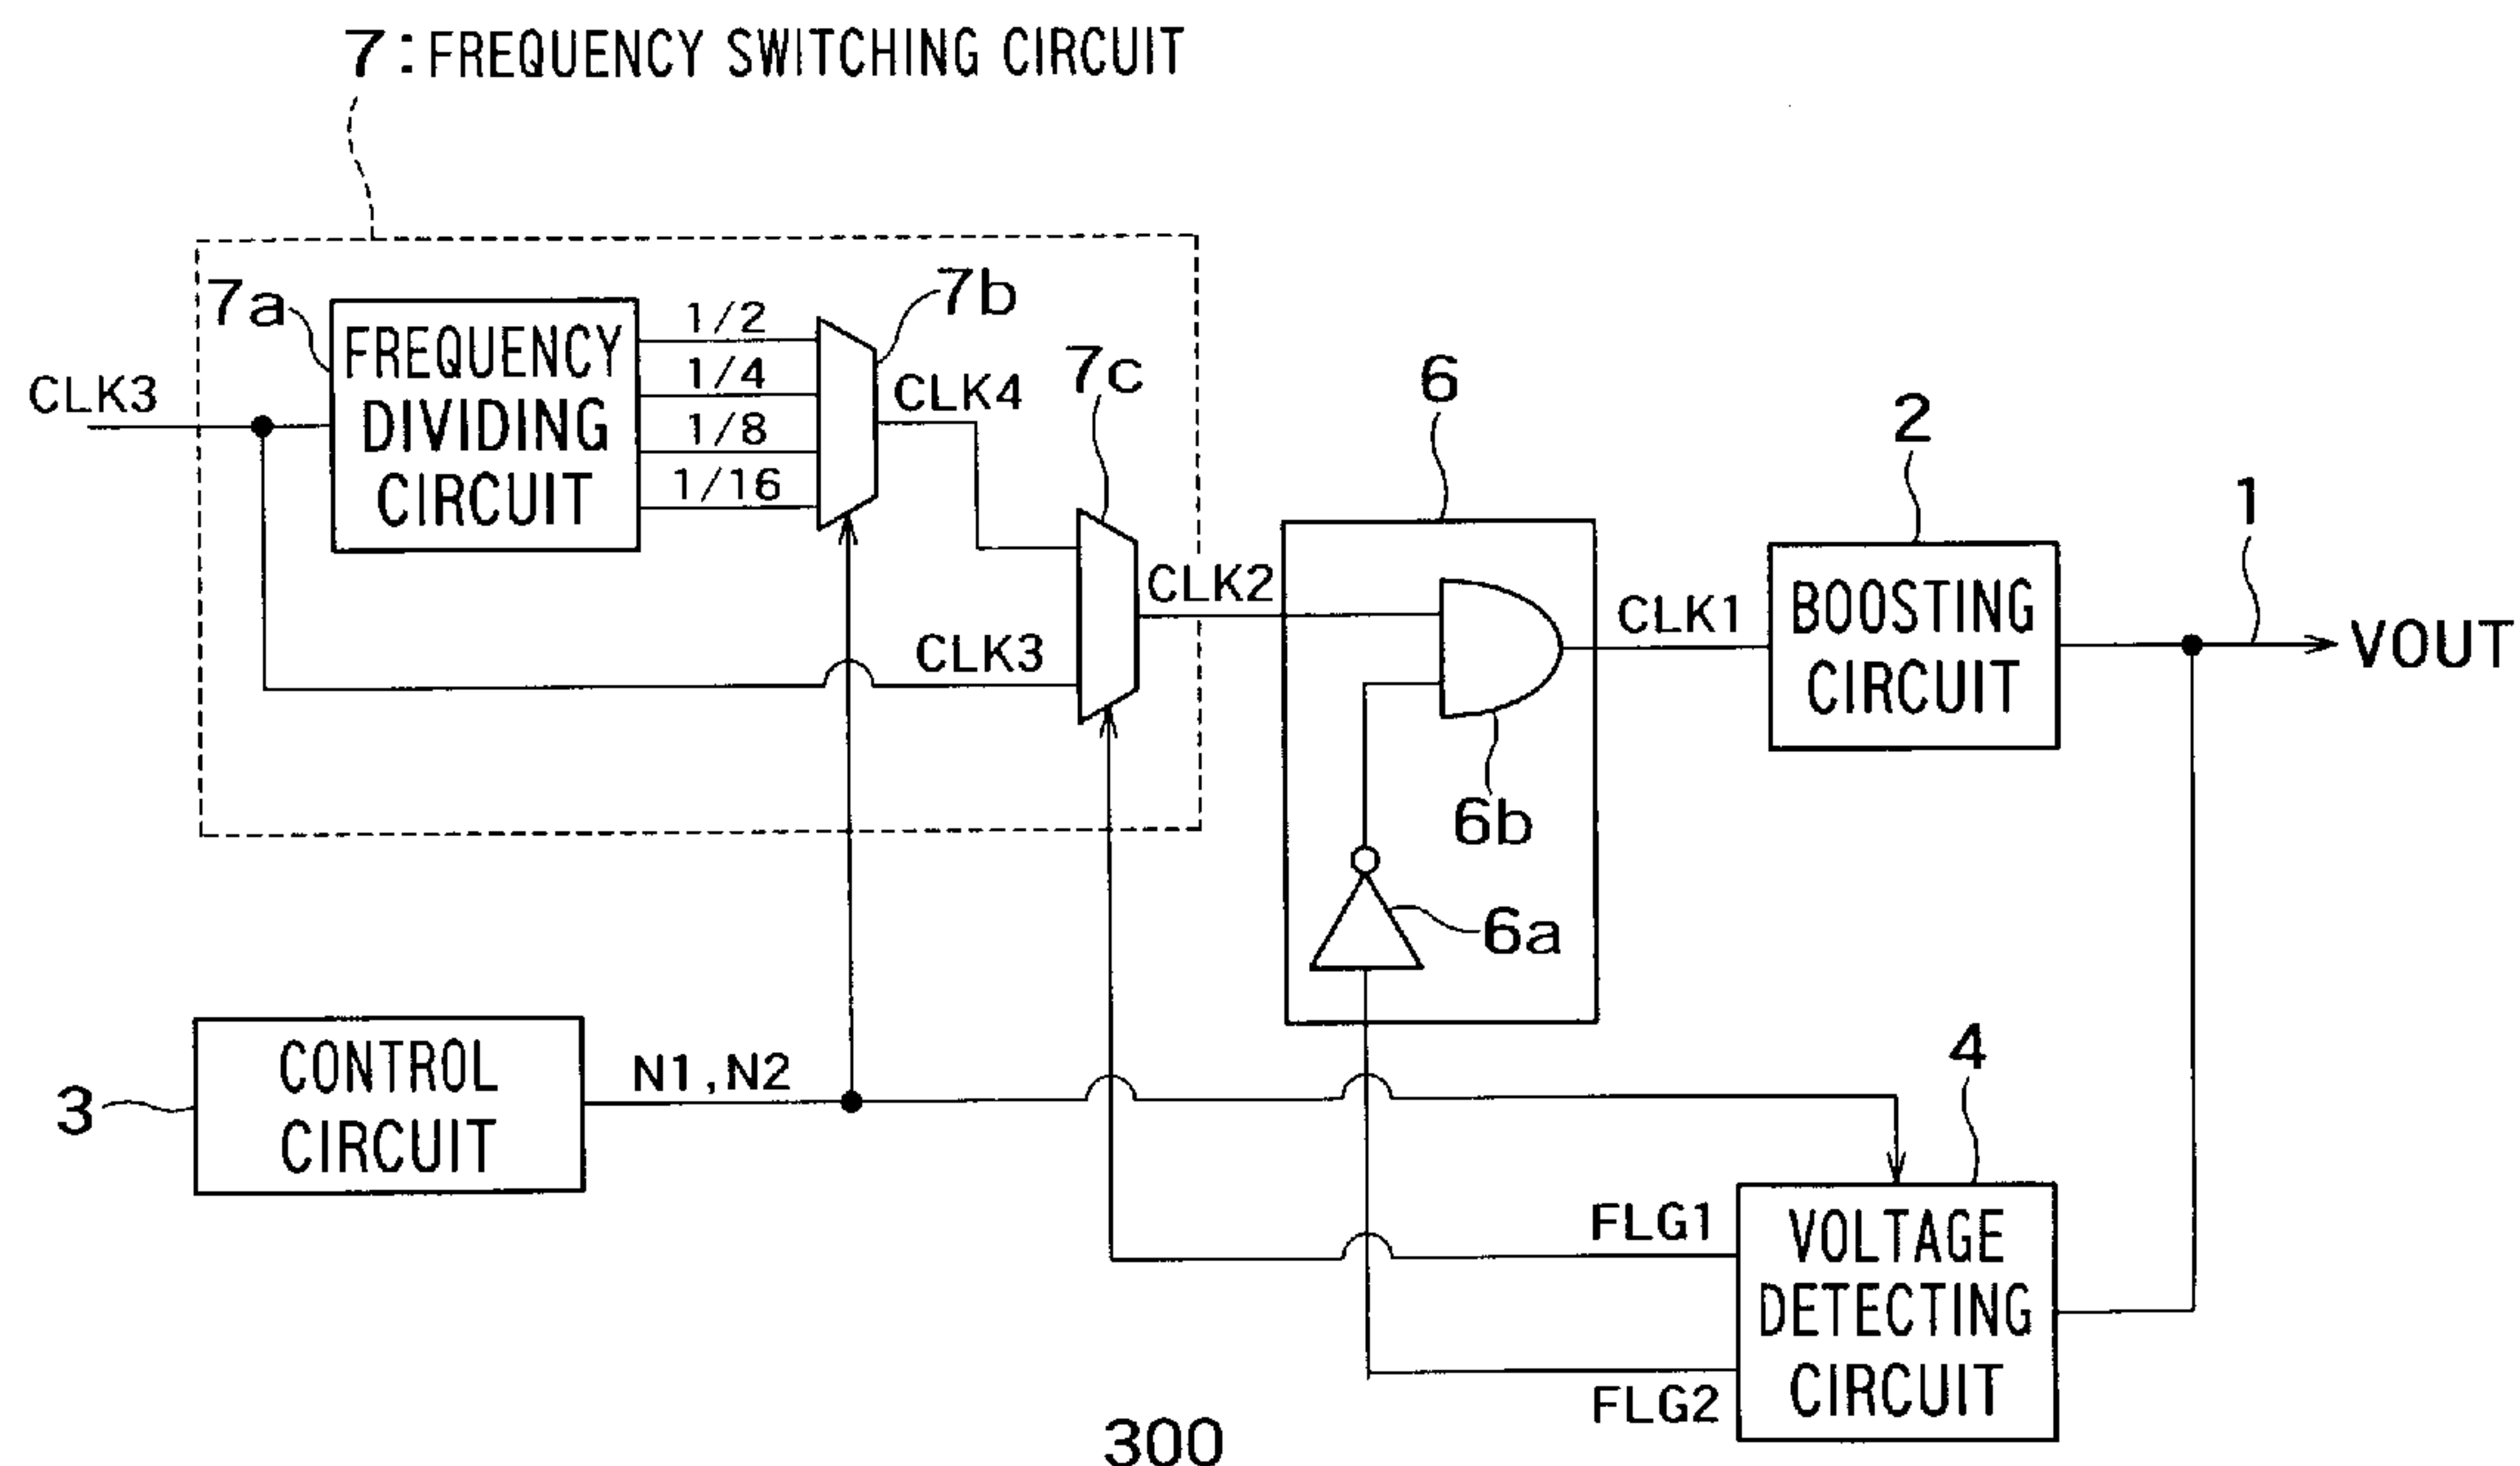 7 : FREQUENCY SWITCHING CIRCUIT
7a
FREQUENCY
DIVIDING
CIRCUIT
1/2
1/4
1/8
1/16
7b
CLK3
CLK4
7c
CLK2
CLK3
6
6b
6a
CLK1
2
BOOSTING
CIRCUIT
1
VOUT
3
CONTROL
CIRCUIT
N1,N2
4
VOLTAGE
DETECTING
CIRCUIT
FLG1
FLG2
300